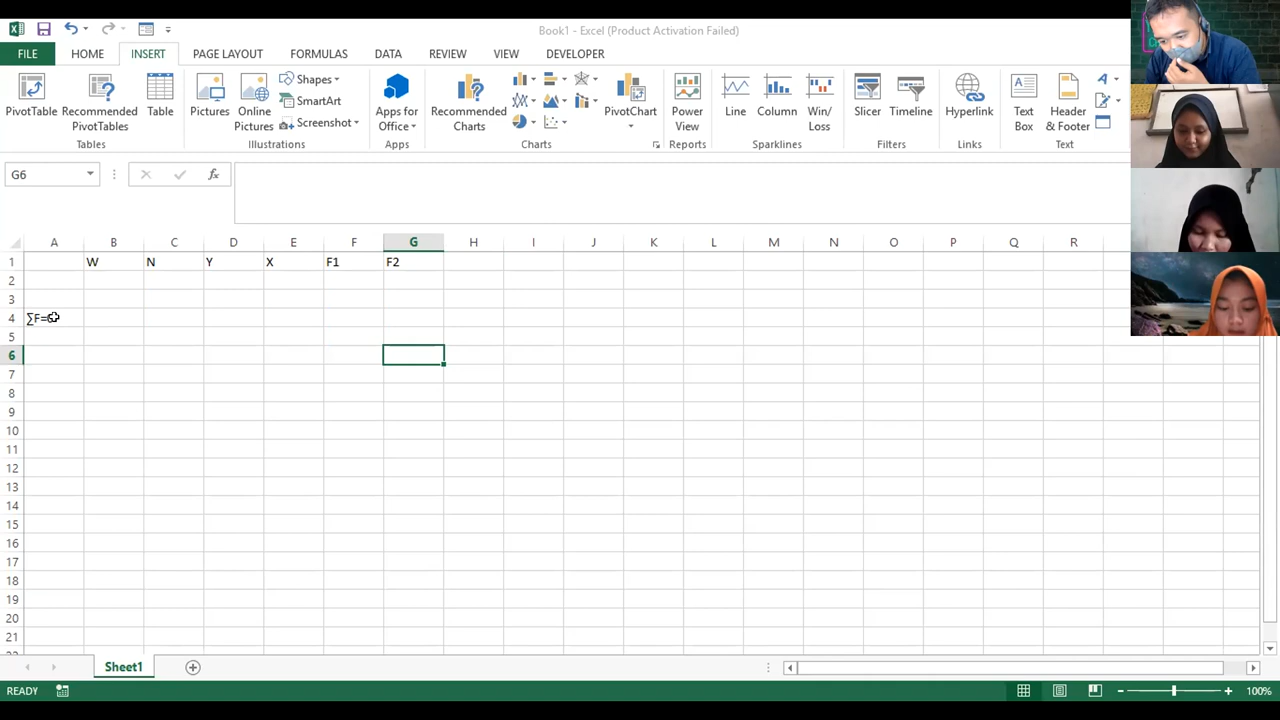 Book1 - Excel (Product Activation Failed)
FILE HOME INSERT PAGE LAYOUT FORMULAS DATA REVIEW VIEW DEVELOPER
PivotTable Recommended PivotTables Table
Tables
Pictures Online Pictures Shapes SmartArt Screenshot
Illustrations
Apps for Office
Apps
Recommended Charts PivotChart
Charts
Power View
Reports
Line Column Win/Loss
Sparklines
Slicer Timeline
Filters
Hyperlink
Links
Text Box Header & Footer
Text
G6 fx
A B C D E F G H I J K L M N O P Q R
1 W N Y X F1 F2
2
3
4 ∑F=
5
6
7
8
9
10
11
12
13
14
15
16
17
18
19
20
21
Sheet1
READY 100%